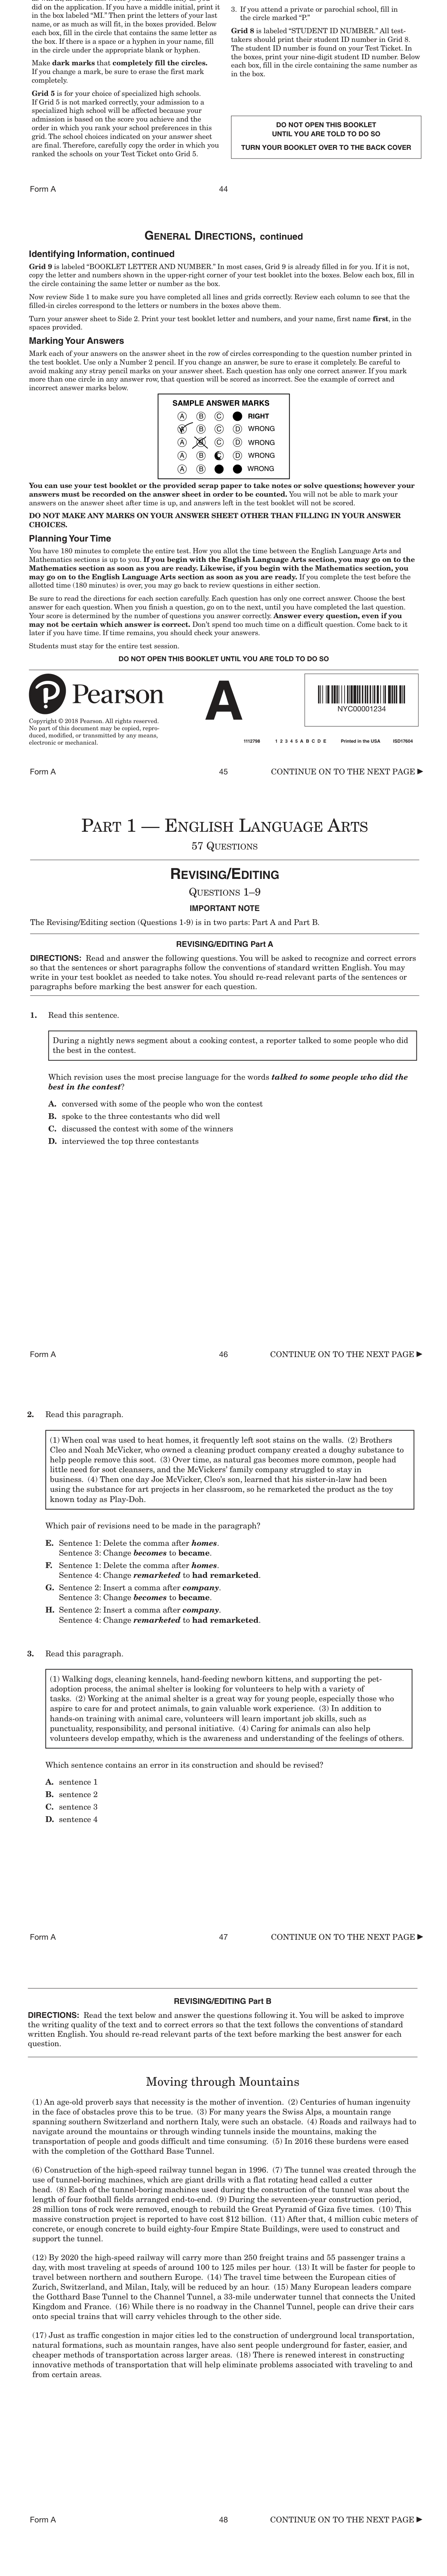 did on the application. If you have a middle initial, print it
in the box labeled “MI.” Then print the letters of your last
name, or as much as will fit, in the boxes provided. Below
each box, fill in the circle that contains the same letter as
the box. If there is a space or a hyphen in your name, fill
in the circle under the appropriate blank or hyphen.
Make dark marks that completely fill the circles.
If you change a mark, be sure to erase the first mark
completely.
Grid 5 is for your choice of specialized high schools.
If Grid 5 is not marked correctly, your admission to a
specialized high school will be affected because your
admission is based on the score you achieve and the
order in which you rank your school preferences in this
grid. The school choices indicated on your answer sheet
are final. Therefore, carefully copy the order in which you
ranked the schools on your Test Ticket onto Grid 5.
3. If you attend a private or parochial school, fill in
the circle marked “P.”
Grid 8 is labeled “STUDENT ID NUMBER.” All test-
takers should print their student ID number in Grid 8.
The student ID number is found on your Test Ticket. In
the boxes, print your nine-digit student ID number. Below
each box, fill in the circle containing the same number as
in the box.
DO NOT OPEN THIS BOOKLET
UNTIL YOU ARE TOLD TO DO SO
TURN YOUR BOOKLET OVER TO THE BACK COVER
Form A
44
GENERAL DIRECTIONS, continued
Identifying Information, continued
Grid 9 is labeled “BOOKLET LETTER AND NUMBER.” In most cases, Grid 9 is already filled in for you. If it is not,
copy the letter and numbers shown in the upper-right corner of your test booklet into the boxes. Below each box, fill in
the circle containing the same letter or number as the box.
Now review Side 1 to make sure you have completed all lines and grids correctly. Review each column to see that the
filled-in circles correspond to the letters or numbers in the boxes above them.
Turn your answer sheet to Side 2. Print your test booklet letter and numbers, and your name, first name first, in the
spaces provided.
Marking Your Answers
Mark each of your answers on the answer sheet in the row of circles corresponding to the question number printed in
the test booklet. Use only a Number 2 pencil. If you change an answer, be sure to erase it completely. Be careful to
avoid making any stray pencil marks on your answer sheet. Each question has only one correct answer. If you mark
more than one circle in any answer row, that question will be scored as incorrect. See the example of correct and
incorrect answer marks below.
SAMPLE ANSWER MARKS
A B C RIGHT
A B C D WRONG
A B C D WRONG
A B C D WRONG
A B WRONG
You can use your test booklet or the provided scrap paper to take notes or solve questions; however your
answers must be recorded on the answer sheet in order to be counted. You will not be able to mark your
answers on the answer sheet after time is up, and answers left in the test booklet will not be scored.
DO NOT MAKE ANY MARKS ON YOUR ANSWER SHEET OTHER THAN FILLING IN YOUR ANSWER
CHOICES.
Planning Your Time
You have 180 minutes to complete the entire test. How you allot the time between the English Language Arts and
Mathematics sections is up to you. If you begin with the English Language Arts section, you may go on to the
Mathematics section as soon as you are ready. Likewise, if you begin with the Mathematics section, you
may go on to the English Language Arts section as soon as you are ready. If you complete the test before the
allotted time (180 minutes) is over, you may go back to review questions in either section.
Be sure to read the directions for each section carefully. Each question has only one correct answer. Choose the best
answer for each question. When you finish a question, go on to the next, until you have completed the last question.
Your score is determined by the number of questions you answer correctly. Answer every question, even if you
may not be certain which answer is correct. Don’t spend too much time on a difficult question. Come back to it
later if you have time. If time remains, you should check your answers.
Students must stay for the entire test session.
DO NOT OPEN THIS BOOKLET UNTIL YOU ARE TOLD TO DO SO
Pearson
Copyright © 2018 Pearson. All rights reserved.
No part of this document may be copied, repro-
duced, modified, or transmitted by any means,
electronic or mechanical.
A
NYC00001234
1112798 1 2 3 4 5 A B C D E Printed in the USA ISD17604
Form A
45
CONTINUE ON TO THE NEXT PAGE ►
PART 1 — ENGLISH LANGUAGE ARTS
57 QUESTIONS
REVISING/EDITING
QUESTIONS 1–9
IMPORTANT NOTE
The Revising/Editing section (Questions 1-9) is in two parts: Part A and Part B.
REVISING/EDITING Part A
DIRECTIONS: Read and answer the following questions. You will be asked to recognize and correct errors
so that the sentences or short paragraphs follow the conventions of standard written English. You may
write in your test booklet as needed to take notes. You should re-read relevant parts of the sentences or
paragraphs before marking the best answer for each question.
1. Read this sentence.
During a nightly news segment about a cooking contest, a reporter talked to some people who did
the best in the contest.
Which revision uses the most precise language for the words talked to some people who did the
best in the contest?
A. conversed with some of the people who won the contest
B. spoke to the three contestants who did well
C. discussed the contest with some of the winners
D. interviewed the top three contestants
Form A
46
CONTINUE ON TO THE NEXT PAGE ►
2. Read this paragraph.
(1) When coal was used to heat homes, it frequently left soot stains on the walls. (2) Brothers
Cleo and Noah McVicker, who owned a cleaning product company created a doughy substance to
help people remove this soot. (3) Over time, as natural gas becomes more common, people had
little need for soot cleansers, and the McVickers’ family company struggled to stay in
business. (4) Then one day Joe McVicker, Cleo’s son, learned that his sister-in-law had been
using the substance for art projects in her classroom, so he remarketed the product as the toy
known today as Play-Doh.
Which pair of revisions need to be made in the paragraph?
E. Sentence 1: Delete the comma after homes.
Sentence 3: Change becomes to became.
F. Sentence 1: Delete the comma after homes.
Sentence 4: Change remarketed to had remarketed.
G. Sentence 2: Insert a comma after company.
Sentence 3: Change becomes to became.
H. Sentence 2: Insert a comma after company.
Sentence 4: Change remarketed to had remarketed.
3. Read this paragraph.
(1) Walking dogs, cleaning kennels, hand-feeding newborn kittens, and supporting the pet-
adoption process, the animal shelter is looking for volunteers to help with a variety of
tasks. (2) Working at the animal shelter is a great way for young people, especially those who
aspire to care for and protect animals, to gain valuable work experience. (3) In addition to
hands-on training with animal care, volunteers will learn important job skills, such as
punctuality, responsibility, and personal initiative. (4) Caring for animals can also help
volunteers develop empathy, which is the awareness and understanding of the feelings of others.
Which sentence contains an error in its construction and should be revised?
A. sentence 1
B. sentence 2
C. sentence 3
D. sentence 4
Form A
47
CONTINUE ON TO THE NEXT PAGE ►
REVISING/EDITING Part B
DIRECTIONS: Read the text below and answer the questions following it. You will be asked to improve
the writing quality of the text and to correct errors so that the text follows the conventions of standard
written English. You should re-read relevant parts of the text before marking the best answer for each
question.
Moving through Mountains
(1) An age-old proverb says that necessity is the mother of invention. (2) Centuries of human ingenuity
in the face of obstacles prove this to be true. (3) For many years the Swiss Alps, a mountain range
spanning southern Switzerland and northern Italy, were such an obstacle. (4) Roads and railways had to
navigate around the mountains or through winding tunnels inside the mountains, making the
transportation of people and goods difficult and time consuming. (5) In 2016 these burdens were eased
with the completion of the Gotthard Base Tunnel.
(6) Construction of the high-speed railway tunnel began in 1996. (7) The tunnel was created through the
use of tunnel-boring machines, which are giant drills with a flat rotating head called a cutter
head. (8) Each of the tunnel-boring machines used during the construction of the tunnel was about the
length of four football fields arranged end-to-end. (9) During the seventeen-year construction period,
28 million tons of rock were removed, enough to rebuild the Great Pyramid of Giza five times. (10) This
massive construction project is reported to have cost $12 billion. (11) After that, 4 million cubic meters of
concrete, or enough concrete to build eighty-four Empire State Buildings, were used to construct and
support the tunnel.
(12) By 2020 the high-speed railway will carry more than 250 freight trains and 55 passenger trains a
day, with most traveling at speeds of around 100 to 125 miles per hour. (13) It will be faster for people to
travel between northern and southern Europe. (14) The travel time between the European cities of
Zurich, Switzerland, and Milan, Italy, will be reduced by an hour. (15) Many European leaders compare
the Gotthard Base Tunnel to the Channel Tunnel, a 33-mile underwater tunnel that connects the United
Kingdom and France. (16) While there is no roadway in the Channel Tunnel, people can drive their cars
onto special trains that will carry vehicles through to the other side.
(17) Just as traffic congestion in major cities led to the construction of underground local transportation,
natural formations, such as mountain ranges, have also sent people underground for faster, easier, and
cheaper methods of transportation across larger areas. (18) There is renewed interest in constructing
innovative methods of transportation that will help eliminate problems associated with traveling to and
from certain areas.
Form A
48
CONTINUE ON TO THE NEXT PAGE ►